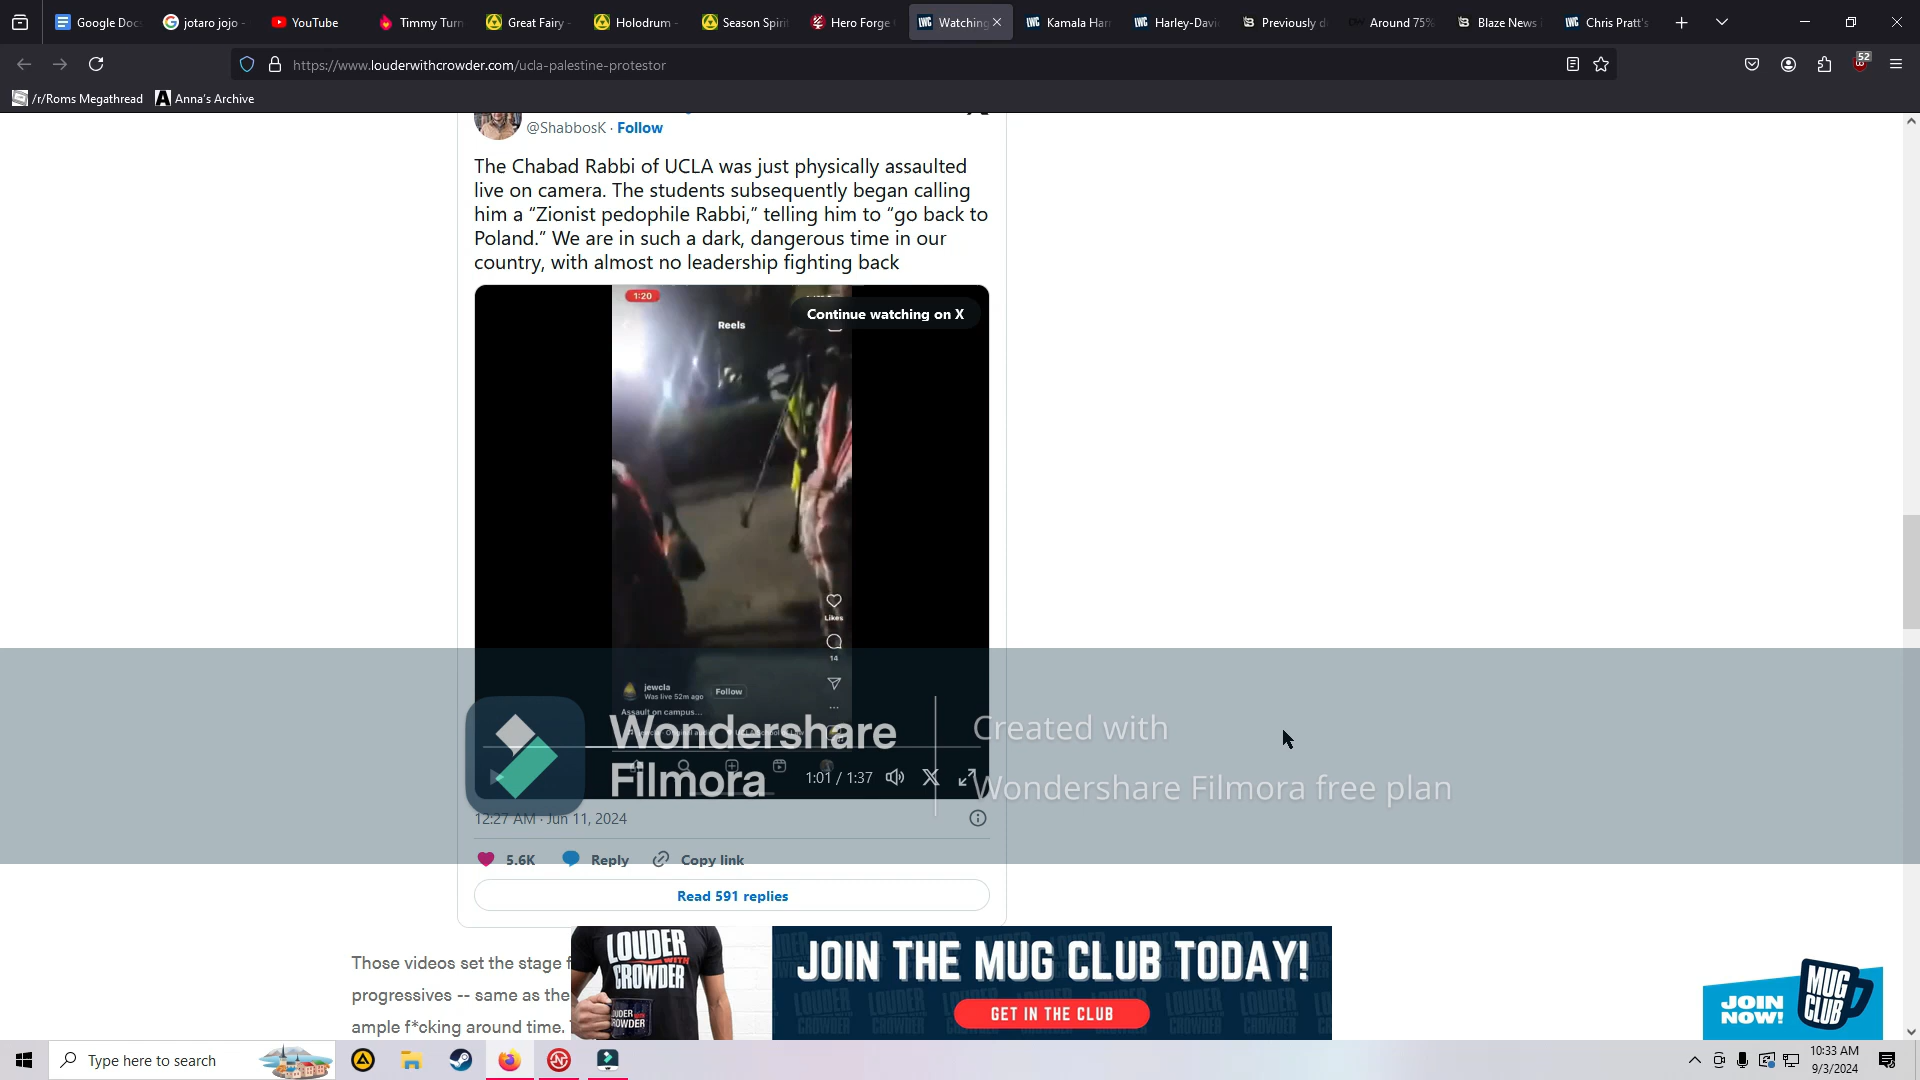 Google Doc
jotaro jojo -
YouTube
Timmy Turn
Great Fairy -
Holodrum -
Season Spiri
Hero Forge
Watching
Kamala Har
Harley-Davi
Previously d
Around 75%
Blaze News
Chris Pratt's
https://www.louderwithcrowder.com/ucla-palestine-protestor
52
/r/Roms Megathread
Anna's Archive
@ShabbosK · Follow
The Chabad Rabbi of UCLA was just physically assaulted
live on camera. The students subsequently began calling
him a “Zionist pedophile Rabbi,” telling him to “go back to
Poland.” We are in such a dark, dangerous time in our
country, with almost no leadership fighting back
1:20
Continue watching on X
Reels
Likes
14
jewcla
Was live 52m ago
Follow
Assault on campus...
Wondershare
Filmora
Created with
Wondershare Filmora free plan
1:01 / 1:37
12:27 AM · Jun 11, 2024
5.6K
Reply
Copy link
Read 591 replies
Those videos set the stage f
progressives -- same as the
ample f*cking around time.
LOUDER
WITH
CROWDER
LOUDER
CROWDER
JOIN THE MUG CLUB TODAY!
GET IN THE CLUB
JOIN
NOW!
MUG
CLUB
Type here to search
10:33 AM
9/3/2024